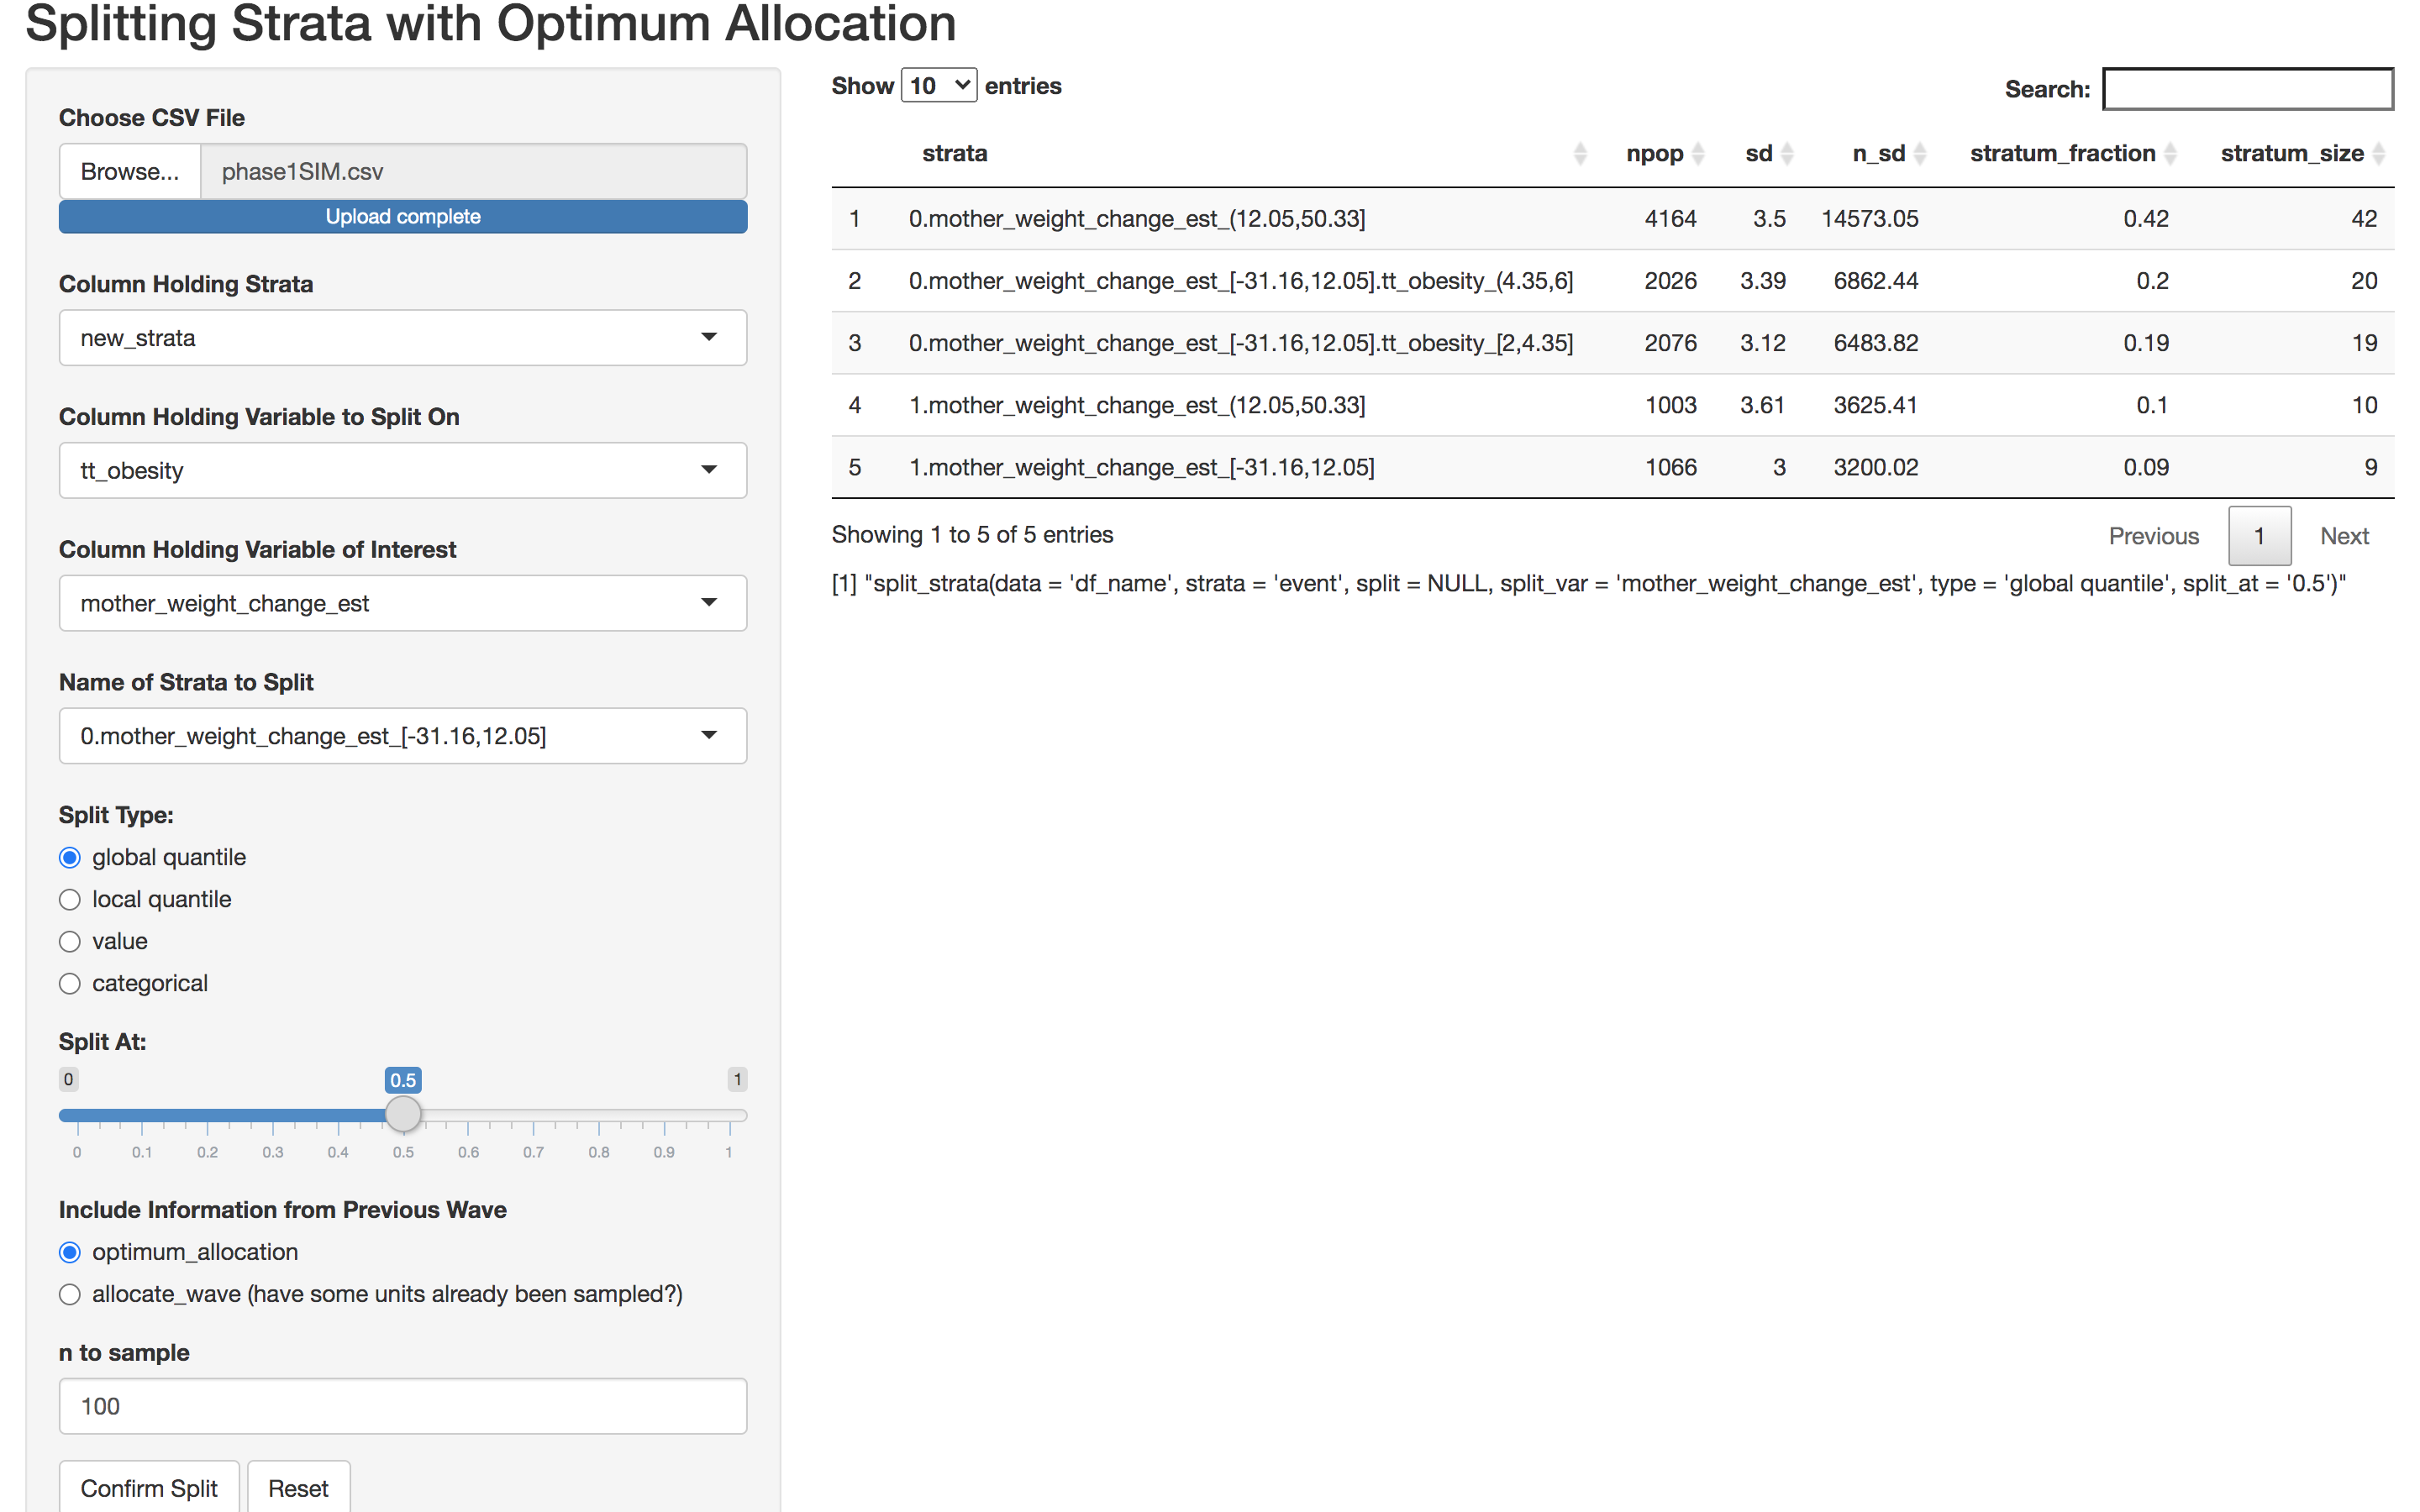 Splitting Strata with Optimum Allocation
Choose CSV File
Browse... phase1SIM.csv
Upload complete
Column Holding Strata
new_strata
Column Holding Variable to Split On
tt_obesity
Column Holding Variable of Interest
mother_weight_change_est
Name of Strata to Split
0.mother_weight_change_est_[-31.16,12.05]
Split Type:
global quantile
local quantile
value
categorical
Split At:
0 0.5 1
0 0.1 0.2 0.3 0.4 0.5 0.6 0.7 0.8 0.9 1
Include Information from Previous Wave
optimum_allocation
allocate_wave (have some units already been sampled?)
n to sample
100
Confirm Split Reset
Show 10 entries Search:
strata npop sd n_sd stratum_fraction stratum_size
1 0.mother_weight_change_est_(12.05,50.33] 4164 3.5 14573.05 0.42 42
2 0.mother_weight_change_est_[-31.16,12.05].tt_obesity_(4.35,6] 2026 3.39 6862.44 0.2 20
3 0.mother_weight_change_est_[-31.16,12.05].tt_obesity_[2,4.35] 2076 3.12 6483.82 0.19 19
4 1.mother_weight_change_est_(12.05,50.33] 1003 3.61 3625.41 0.1 10
5 1.mother_weight_change_est_[-31.16,12.05] 1066 3 3200.02 0.09 9
Showing 1 to 5 of 5 entries Previous 1 Next
[1] "split_strata(data = 'df_name', strata = 'event', split = NULL, split_var = 'mother_weight_change_est', type = 'global quantile', split_at = '0.5')"